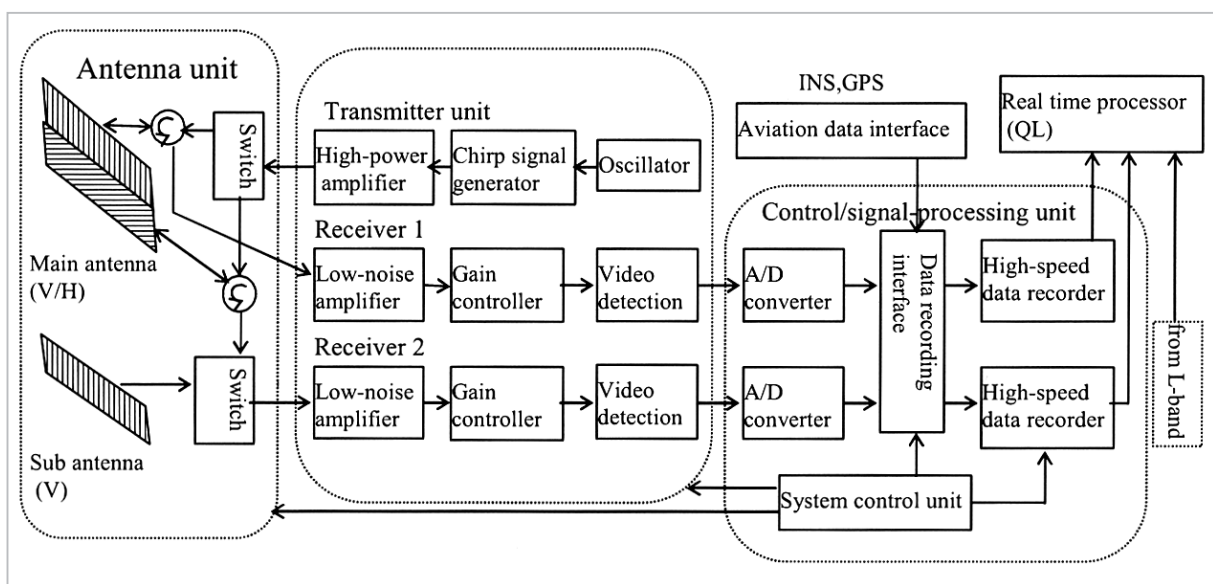 Antenna unit
Switch
Main antenna
(V/H)
Switch
Sub antenna
(V)
Transmitter unit
High-power
amplifier
Chirp signal
generator
Oscillator
Receiver 1
Low-noise
amplifier
Gain
controller
Video
detection
Receiver 2
Low-noise
amplifier
Gain
controller
Video
detection
INS,GPS
Aviation data interface
Real time processor
(QL)
Control/signal-processing unit
A/D
converter
A/D
converter
Data recording
interface
High-speed
data recorder
High-speed
data recorder
System control unit
from L-band